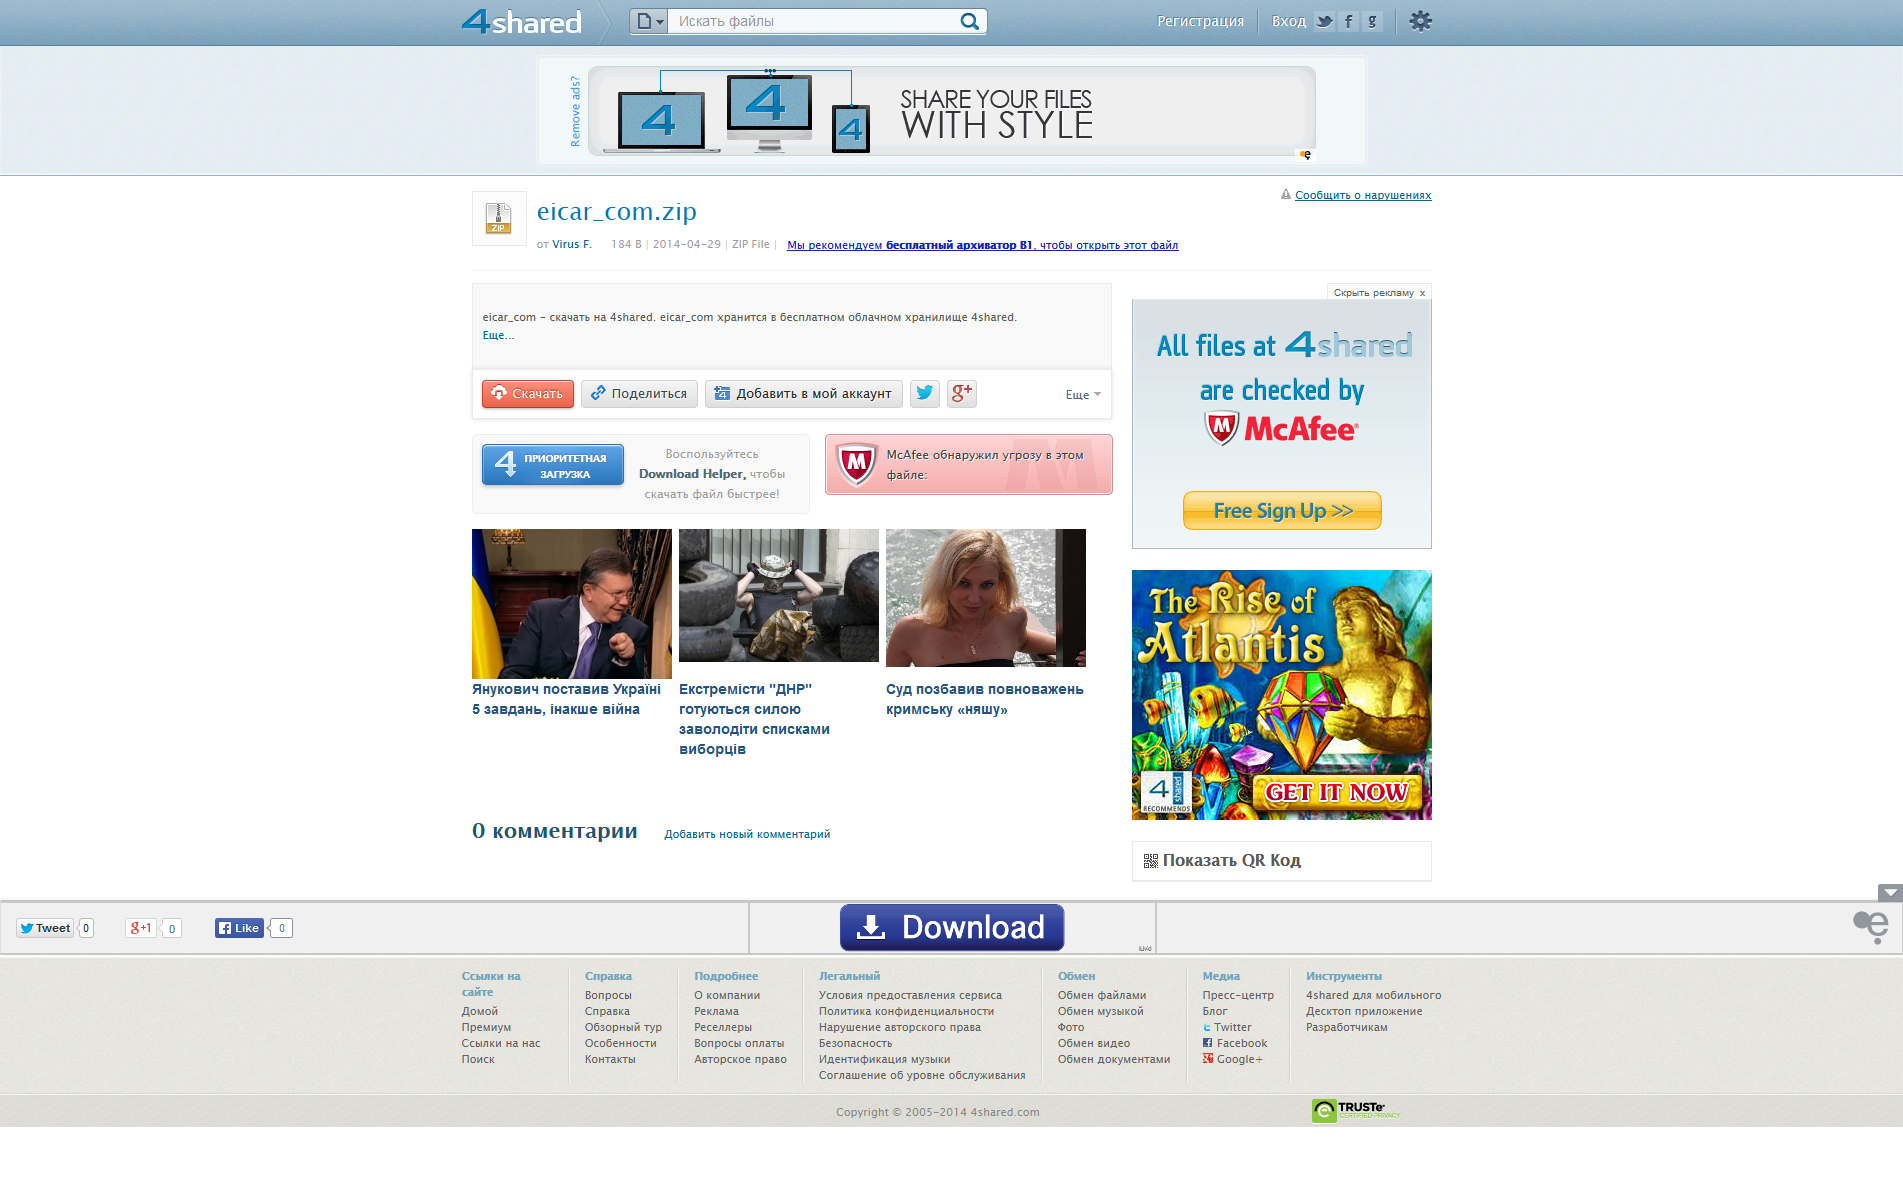 4shared
Искать файлы
Регистрация
Вход
Remove ads?
4
4
4
SHARE YOUR FILES
WITH STYLE
Сообщить о нарушениях
ZIP
eicar_com.zip
от Virus F. 184 B | 2014-04-29 | ZIP File | Мы рекомендуем бесплатный архиватор B1, чтобы открыть этот файл
Скрыть рекламу x
eicar_com - скачать на 4shared. eicar_com хранится в бесплатном облачном хранилище 4shared.
Еще...
Скачать
Поделиться
Добавить в мой аккаунт
Еще
All files at 4shared
are checked by
McAfee
Free Sign Up >>
4 ПРИОРИТЕТНАЯ
ЗАГРУЗКА
Воспользуйтесь
Download Helper, чтобы
скачать файл быстрее!
McAfee обнаружил угрозу в этом
файле:
Янукович поставив Україні
5 завдань, інакше війна
Екстремісти "ДНР"
готуються силою
заволодіти списками
виборців
Суд позбавив повноважень
кримську «няшу»
The Rise of
Atlantis
4shared
RECOMMENDS
GET IT NOW
0 комментарии
Добавить новый комментарий
Показать QR Код
Tweet 0
g+1 0
Like 0
Download
Ссылки на
сайте
Домой
Премиум
Ссылки на нас
Поиск
Справка
Вопросы
Справка
Обзорный тур
Особенности
Контакты
Подробнее
О компании
Реклама
Реселлеры
Вопросы оплаты
Авторское право
Легальный
Условия предоставления сервиса
Политика конфиденциальности
Нарушение авторского права
Безопасность
Идентификация музыки
Соглашение об уровне обслуживания
Обмен
Обмен файлами
Обмен музыкой
Фото
Обмен видео
Обмен документами
Медиа
Пресс-центр
Блог
Twitter
Facebook
Google+
Инструменты
4shared для мобильного
Десктоп приложение
Разработчикам
Copyright © 2005-2014 4shared.com
TRUSTe
CERTIFIED PRIVACY